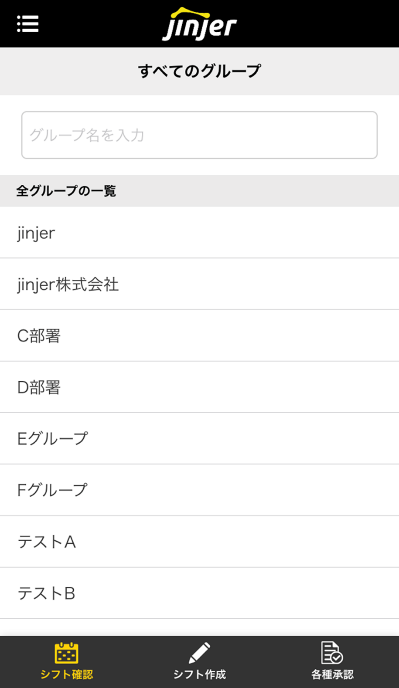 jinjer
すべてのグループ
グループ名を入力
全グループの一覧
jinjer
jinjer株式会社
C部署
D部署
Eグループ
Fグループ
テストA
テストB
シフト確認
シフト作成
各種承認